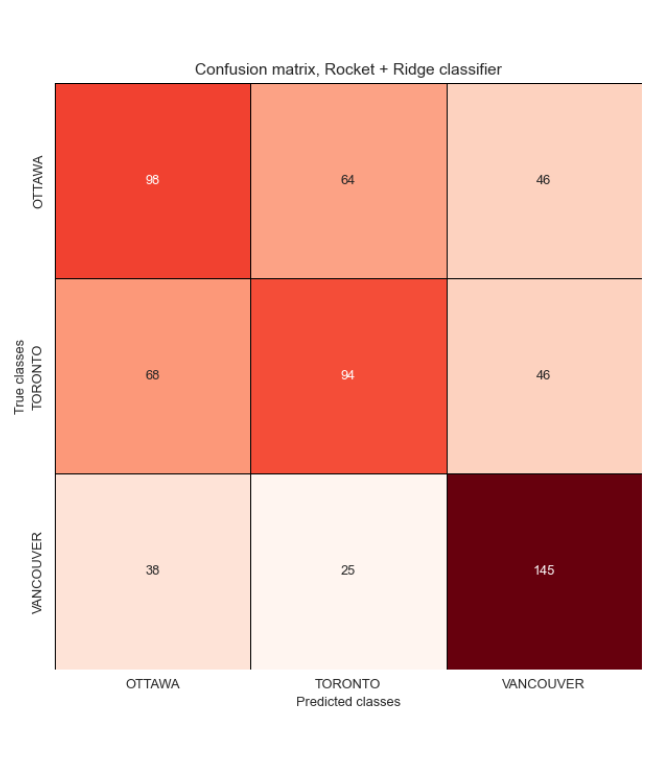 Confusion matrix, Rocket + Ridge classifier
True classes
OTTAWA
98
64
46
TORONTO
68
94
46
VANCOUVER
38
25
145
OTTAWA
TORONTO
VANCOUVER
Predicted classes